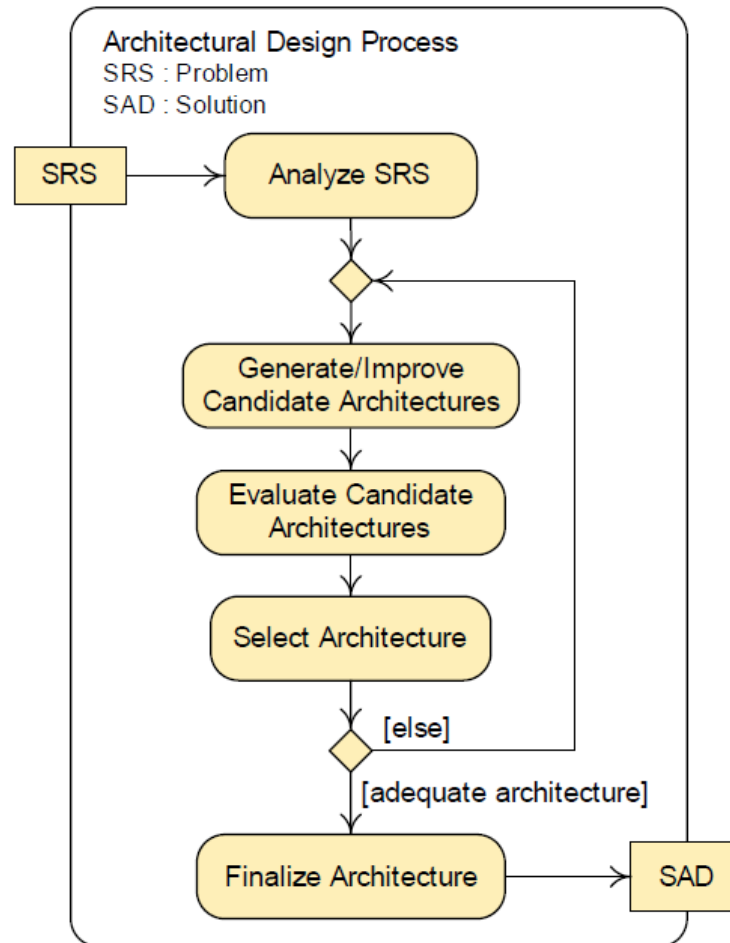 Architectural Design Process
SRS : Problem
SAD : Solution
SRS
Analyze SRS
Generate/Improve
Candidate Architectures
Evaluate Candidate
Architectures
Select Architecture
[else]
[adequate architecture]
Finalize Architecture
SAD